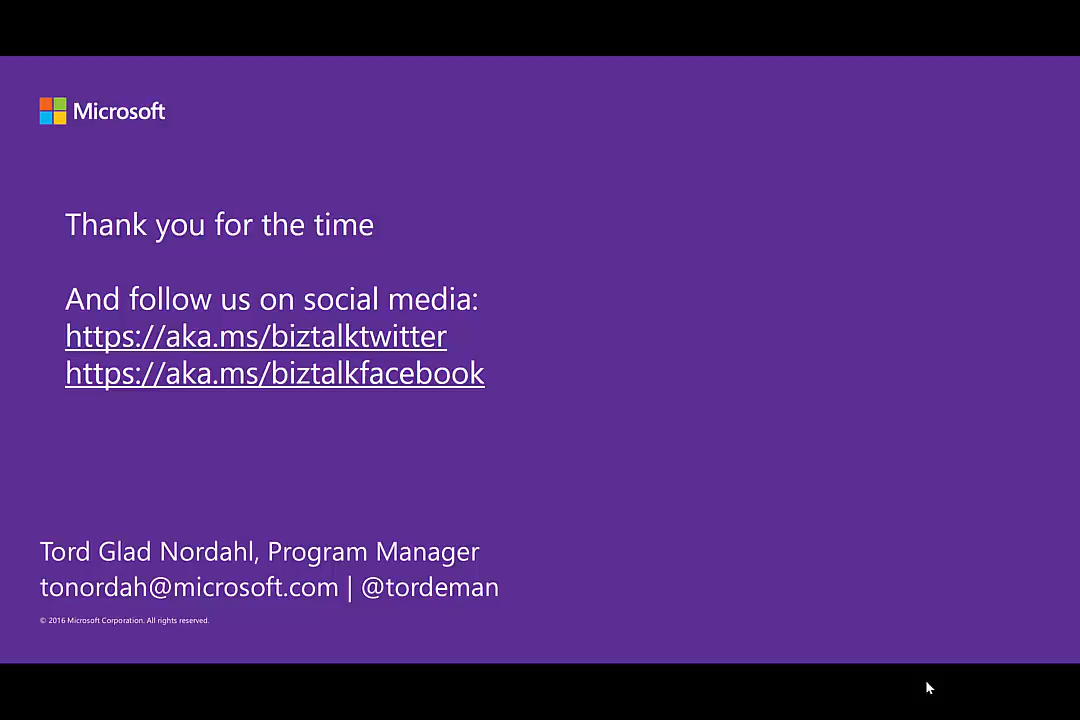 Microsoft
Thank you for the time
And follow us on social media:
https://aka.ms/biztalktwitter
https://aka.ms/biztalkfacebook
Tord Glad Nordahl, Program Manager
tonordah@microsoft.com | @tordeman
© 2016 Microsoft Corporation. All rights reserved.